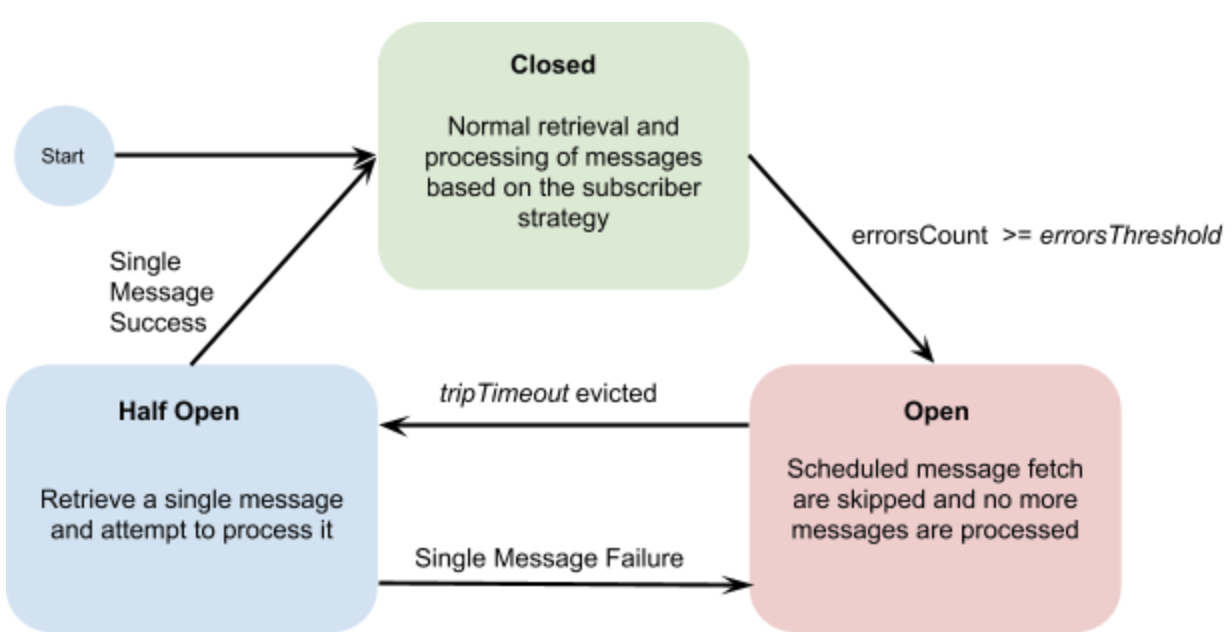 Closed
Normal retrieval and
processing of messages
based on the subscriber
strategy
Start
errorsCount >= errorsThreshold
Single
Message
Success
tripTimeout evicted
Half Open
Retrieve a single message
and attempt to process it
Open
Scheduled message fetch
are skipped and no more
messages are processed
Single Message Failure